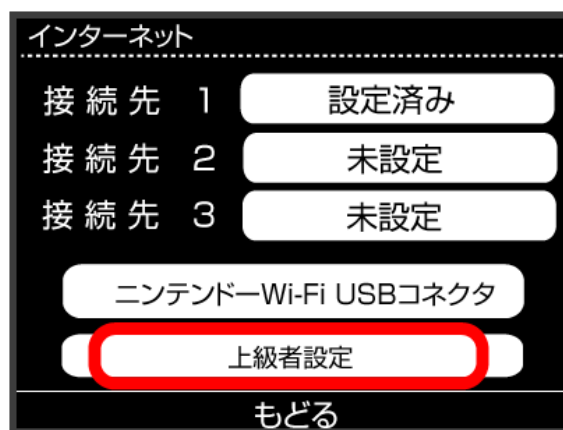 インターネット
接続先 1 設定済み
接続先 2 未設定
接続先 3 未設定
ニンテンドーWi-Fi USBコネクタ
上級者設定
もどる